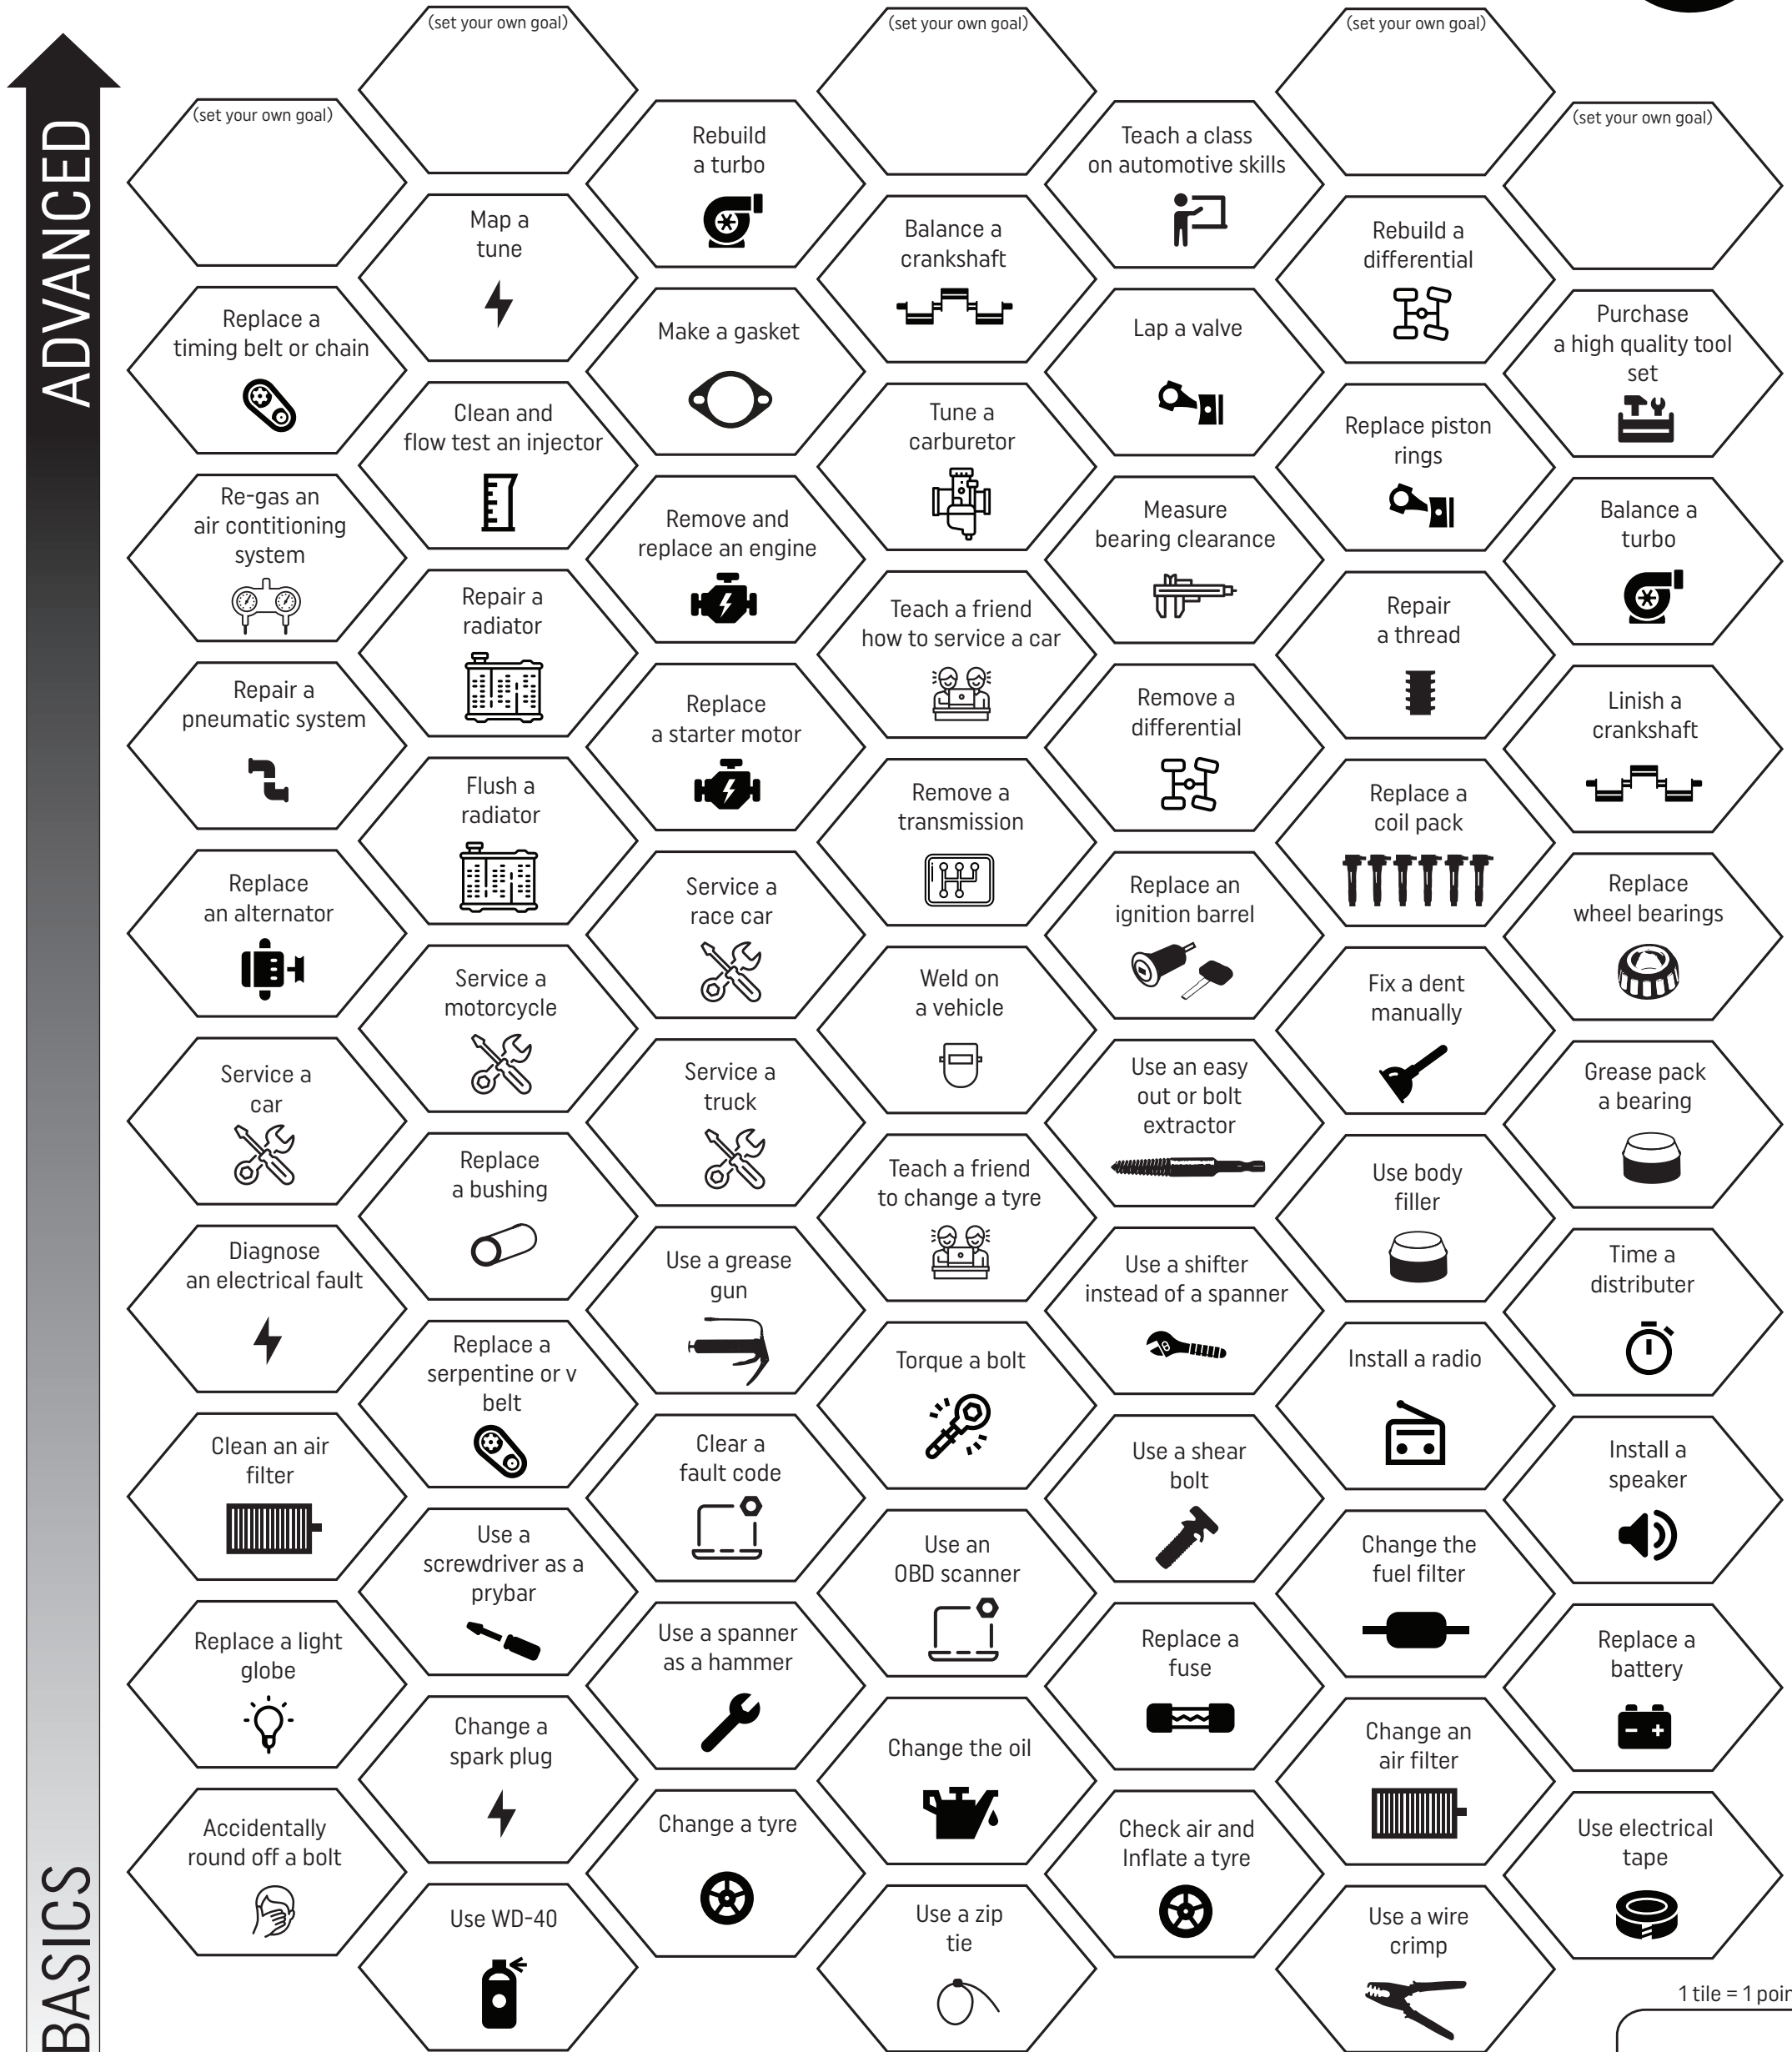 (set your own goal)
(set your own goal)
(set your own goal)
(set your own goal)
(set your own goal)
ADVANCED
Rebuild
a turbo
Teach a class
on automotive skills
Map a
tune
Balance a
crankshaft
Rebuild a
differential
Replace a
timing belt or chain
Make a gasket
Lap a valve
Purchase
a high quality tool
set
Clean and
flow test an injector
Tune a
carburetor
Replace piston
rings
Re-gas an
air contitioning
system
Remove and
replace an engine
Measure
bearing clearance
Balance a
turbo
Repair a
radiator
Teach a friend
how to service a car
Repair
a thread
Repair a
pneumatic system
Replace
a starter motor
Remove a
differential
Linish a
crankshaft
Flush a
radiator
Remove a
transmission
Replace a
coil pack
Replace
an alternator
Service a
race car
Replace an
ignition barrel
Replace
wheel bearings
Service a
motorcycle
Weld on
a vehicle
Fix a dent
manually
Service a
car
Service a
truck
Use an easy
out or bolt
extractor
Grease pack
a bearing
Replace
a bushing
Teach a friend
to change a tyre
Use body
filler
Diagnose
an electrical fault
Use a grease
gun
Use a shifter
instead of a spanner
Time a
distributer
Replace a
serpentine or v
belt
Torque a bolt
Install a radio
Clean an air
filter
Clear a
fault code
Use a shear
bolt
Install a
speaker
Use a
screwdriver as a
prybar
Use an
OBD scanner
Change the
fuel filter
Replace a light
globe
Use a spanner
as a hammer
Replace a
fuse
Replace a
battery
Change a
spark plug
Change the oil
Change an
air filter
Accidentally
round off a bolt
Change a tyre
Check air and
Inflate a tyre
Use electrical
tape
BASICS
Use WD-40
Use a zip
tie
Use a wire
crimp
1 tile = 1 poin